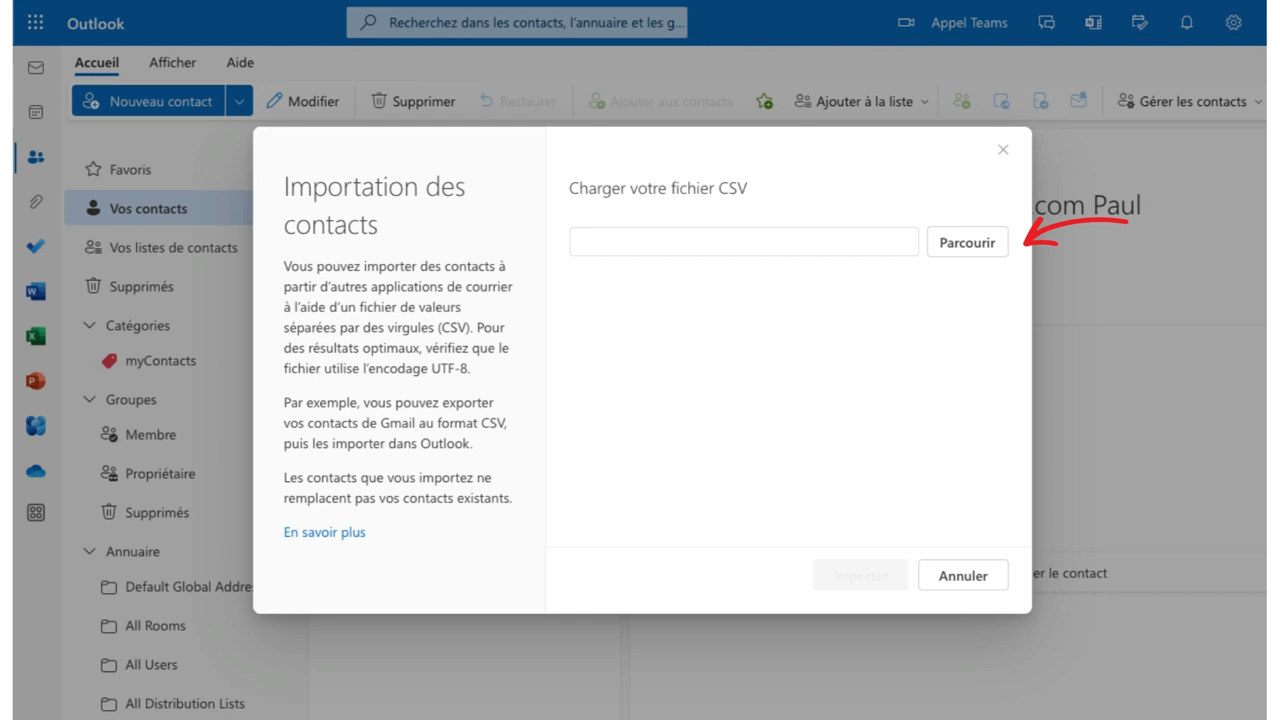 Outlook
Recherchez dans les contacts, l'annuaire et les g...
Appel Teams
Accueil
Afficher
Aide
Nouveau contact
Modifier
Supprimer
Restaurer
Ajouter aux contacts
Ajouter à la liste
Gérer les contacts
Favoris
Vos contacts
Vos listes de contacts
Supprimés
Catégories
myContacts
Groupes
Membre
Propriétaire
Supprimés
Annuaire
Default Global Addre
All Rooms
All Users
All Distribution Lists
Importation des
contacts
Vous pouvez importer des contacts à
partir d'autres applications de courrier
à l'aide d'un fichier de valeurs
séparées par des virgules (CSV). Pour
des résultats optimaux, vérifiez que le
fichier utilise l'encodage UTF-8.
Par exemple, vous pouvez exporter
vos contacts de Gmail au format CSV,
puis les importer dans Outlook.
Les contacts que vous importez ne
remplacent pas vos contacts existants.
En savoir plus
Charger votre fichier CSV
Parcourir
Importer
Annuler
.com Paul
er le contact